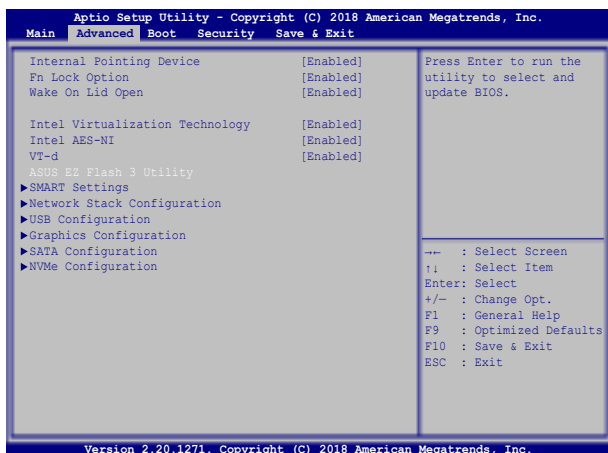 Aptio Setup Utility - Copyright (C) 2018 American Megatrends, Inc.
Main Advanced Boot Security Save & Exit
Internal Pointing Device [Enabled]
Fn Lock Option [Enabled]
Wake On Lid Open [Enabled]
Intel Virtualization Technology [Enabled]
Intel AES-NI [Enabled]
VT-d [Enabled]
ASUS EZ Flash 3 Utility
▶SMART Settings
▶Network Stack Configuration
▶USB Configuration
▶Graphics Configuration
▶SATA Configuration
▶NVMe Configuration
Press Enter to run the
utility to select and
update BIOS.
→← : Select Screen
↑↓ : Select Item
Enter: Select
+/— : Change Opt.
F1 : General Help
F9 : Optimized Defaults
F10 : Save & Exit
ESC : Exit
Version 2.20.1271. Copyright (C) 2018 American Megatrends, Inc.